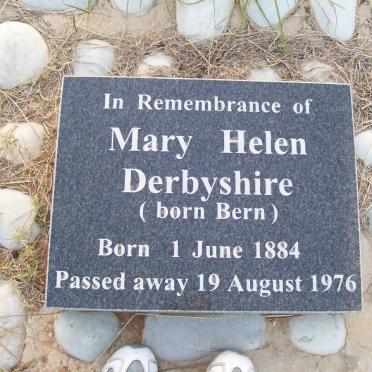 In Remembrance of
Mary Helen
Derbyshire
( born Bern )
Born 1 June 1884
Passed away 19 August 1976